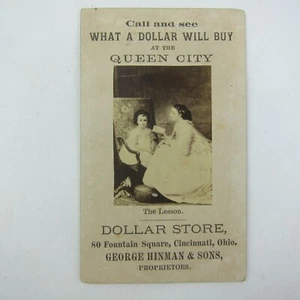 Call and see
WHAT A DOLLAR WILL BUY
AT THE
QUEEN CITY
The Lesson.
DOLLAR STORE,
80 Fountain Square, Cincinnati, Ohio.
GEORGE HINMAN & SONS,
PROPRIETORS.